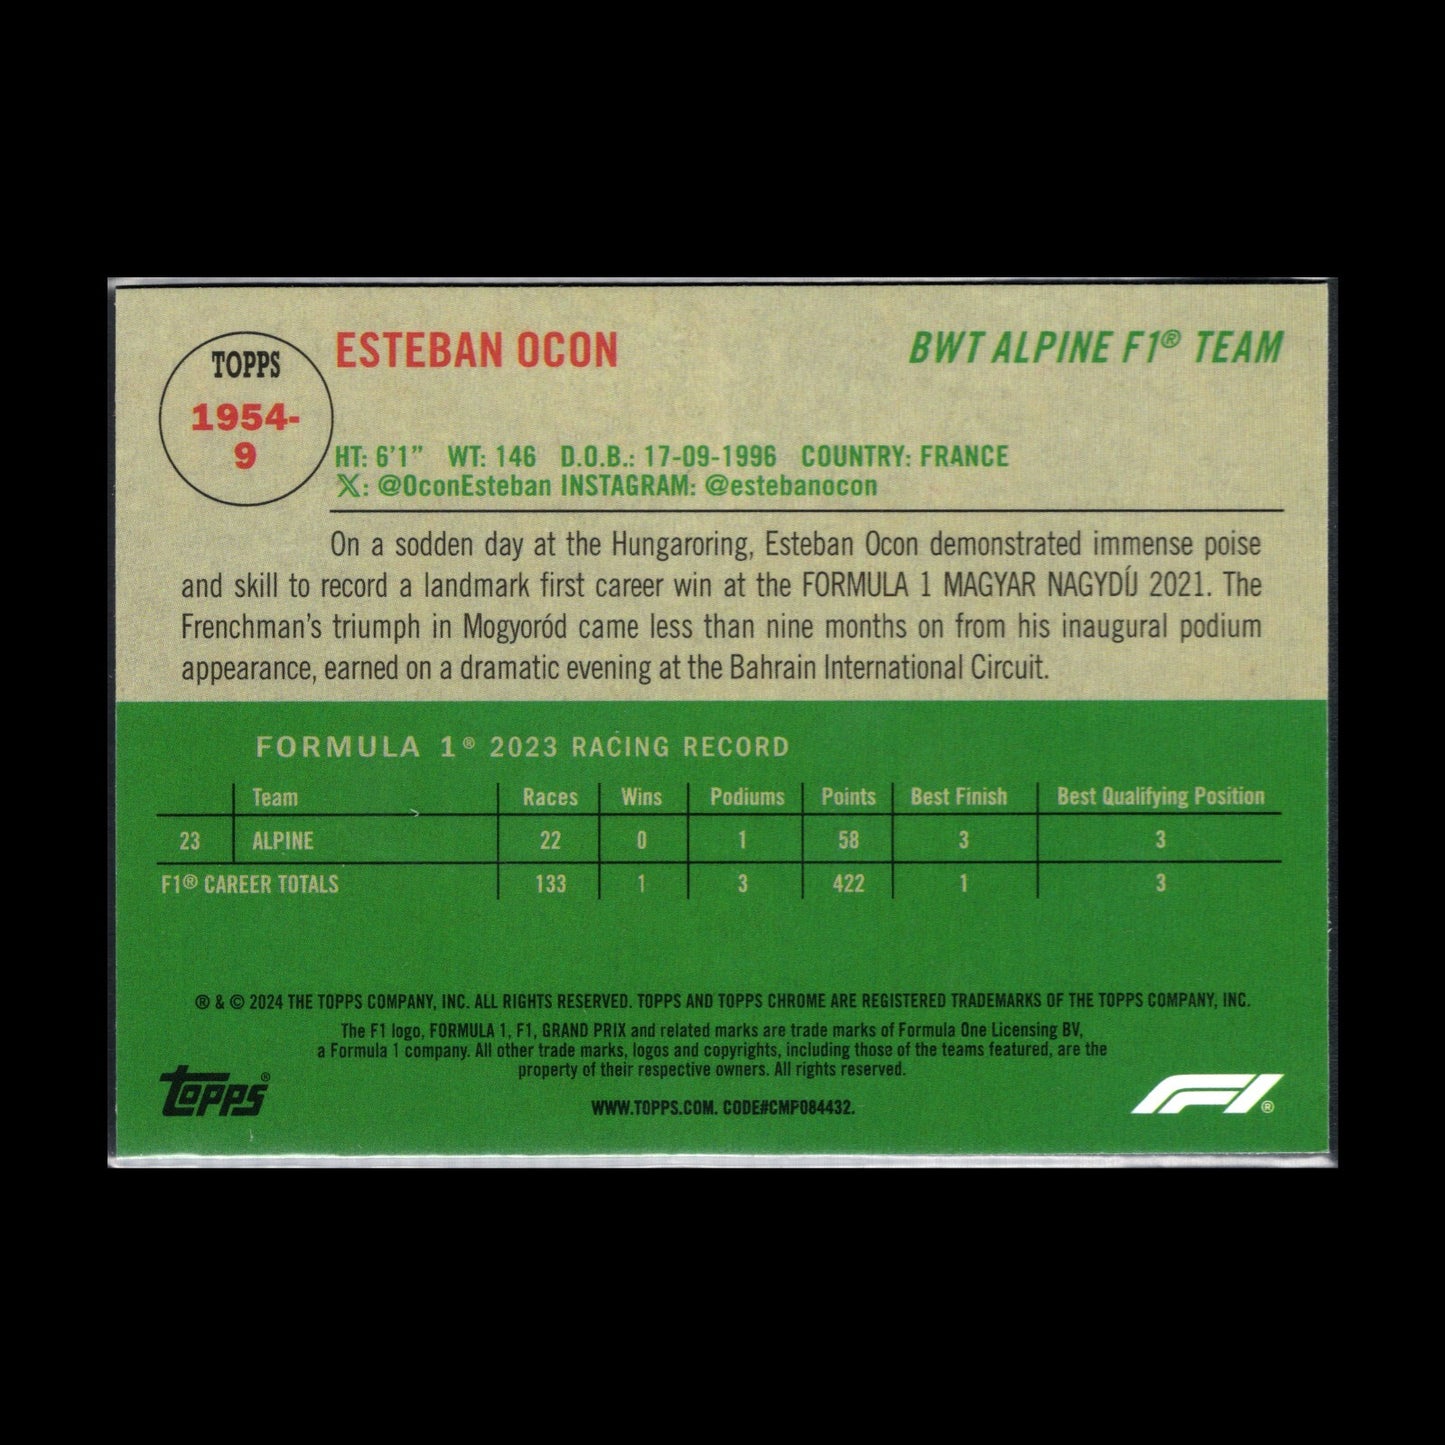 TOPPS
1954-
9
ESTEBAN OCON
BWT ALPINE F1® TEAM
HT: 6'1” WT: 146 D.O.B.: 17-09-1996 COUNTRY: FRANCE
X: @OconEsteban INSTAGRAM: @estebanocon
On a sodden day at the Hungaroring, Esteban Ocon demonstrated immense poise
and skill to record a landmark first career win at the FORMULA 1 MAGYAR NAGYDÍJ 2021. The
Frenchman's triumph in Mogyoród came less than nine months on from his inaugural podium
appearance, earned on a dramatic evening at the Bahrain International Circuit.
FORMULA 1® 2023 RACING RECORD
Team Races Wins Podiums Points Best Finish Best Qualifying Position
23 ALPINE 22 0 1 58 3 3
F1® CAREER TOTALS 133 1 3 422 1 3
® & © 2024 THE TOPPS COMPANY, INC. ALL RIGHTS RESERVED. TOPPS AND TOPPS CHROME ARE REGISTERED TRADEMARKS OF THE TOPPS COMPANY, INC.
The F1 logo, FORMULA 1, F1, GRAND PRIX and related marks are trade marks of Formula One Licensing BV,
a Formula 1 company. All other trade marks, logos and copyrights, including those of the teams featured, are the
property of their respective owners. All rights reserved.
WWW.TOPPS.COM. CODE#CMP084432.
TOPPS®
F1®